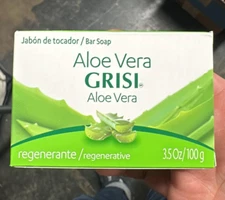 Jabón de tocador / Bar Soap
Aloe Vera
GRISI®
Aloe Vera
regenerante / regenerative
3.5 Oz / 100 g